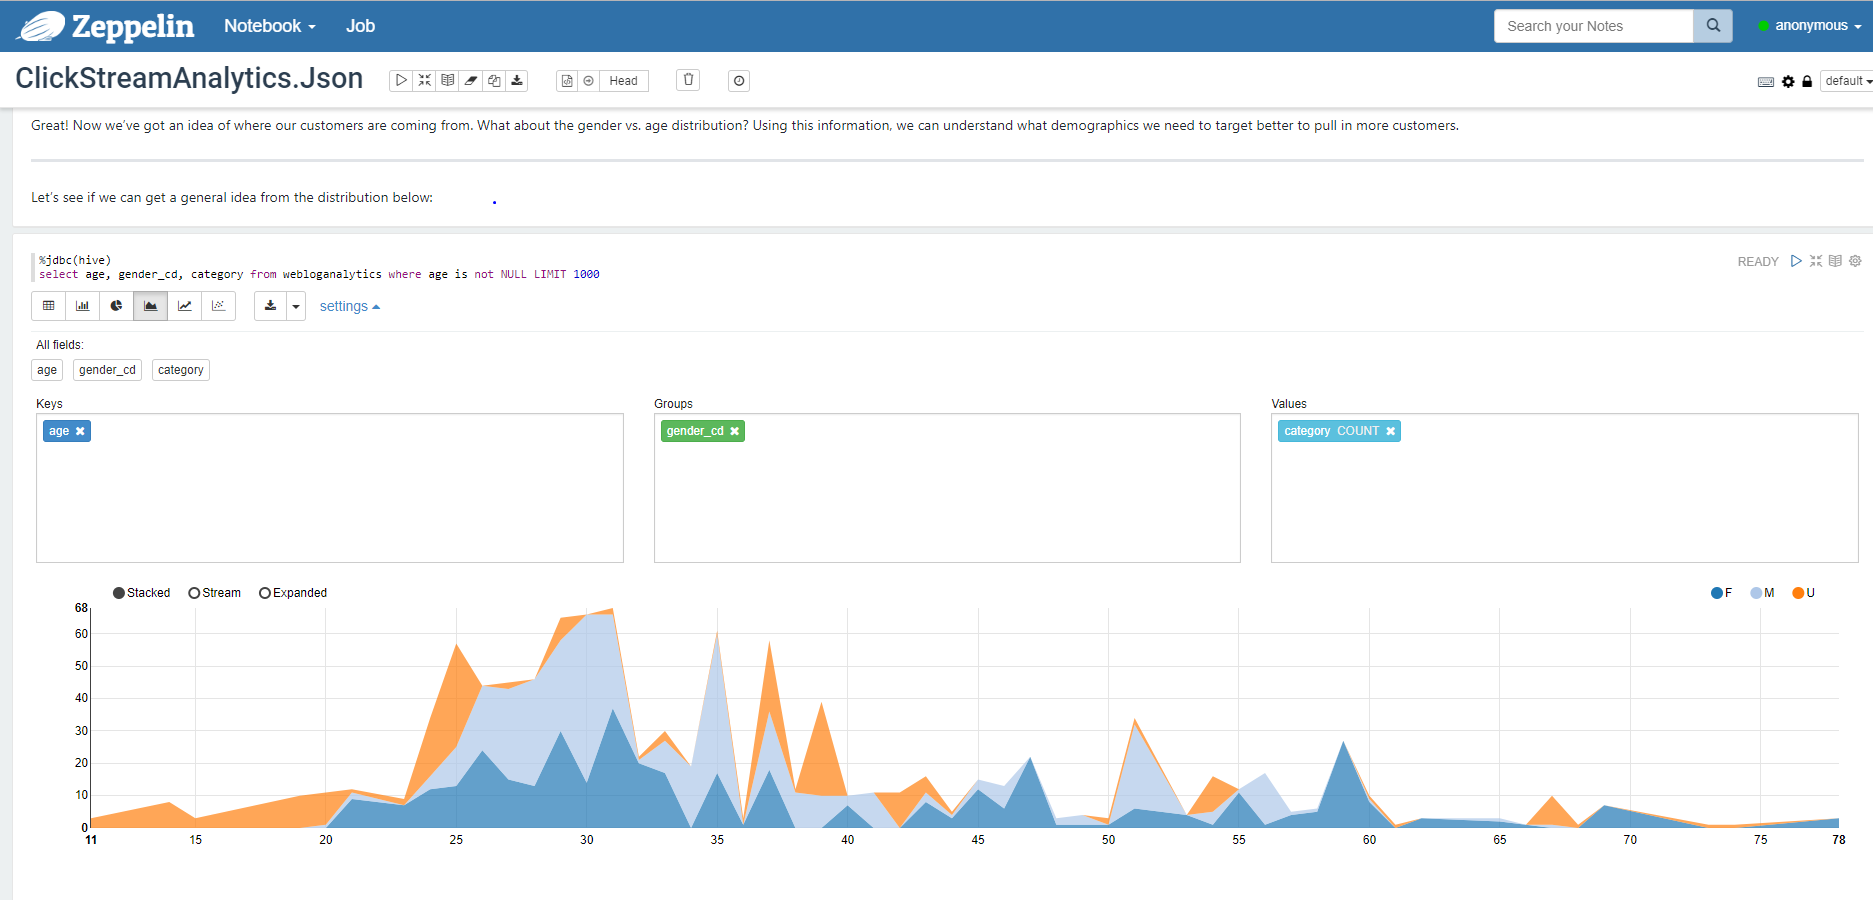 Zeppelin Notebook Job Search your Notes anonymous
ClickStreamAnalytics.Json Head default
Great! Now we've got an idea of where our customers are coming from. What about the gender vs. age distribution? Using this information, we can understand what demographics we need to target better to pull in more customers.
Let's see if we can get a general idea from the distribution below:
%jdbc(hive)
select age, gender_cd, category from webloganalytics where age is not NULL LIMIT 1000
READY
settings
All fields:
age gender_cd category
Keys Groups Values
age gender_cd category COUNT
Stacked Stream Expanded F M U
68
60
50
40
30
20
10
0
11 15 20 25 30 35 40 45 50 55 60 65 70 75 78